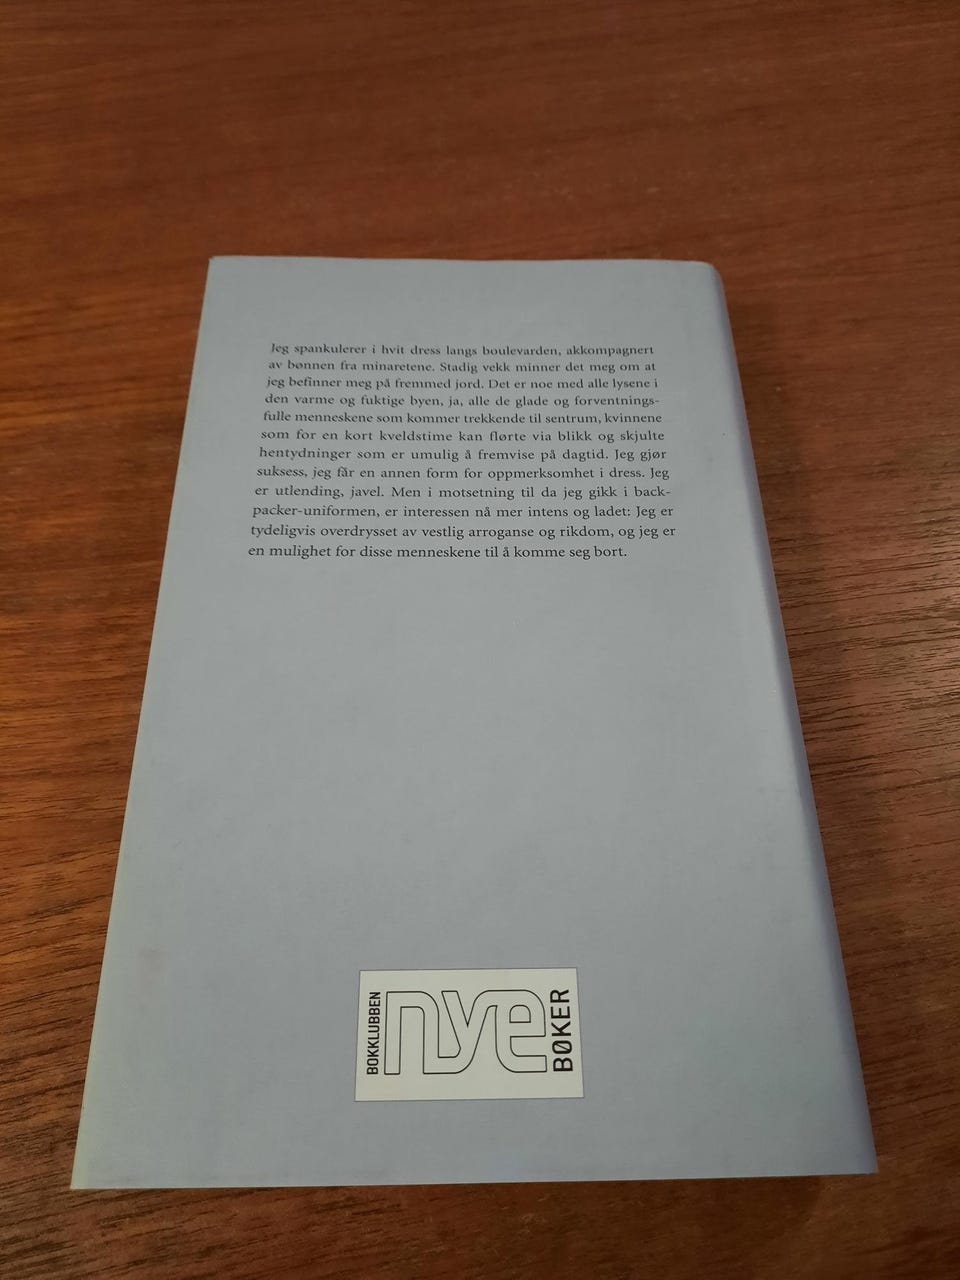 Jeg spankulerer i hvit dress langs boulevarden, akkompagnert
av bønnen fra minaretene. Stadig vekk minner det meg om at
jeg befinner meg på fremmed jord. Det er noe med alle lysene i
den varme og fuktige byen, ja, alle de glade og forventnings-
fulle menneskene som kommer trekkende til sentrum, kvinnene
som for en kort kveldstime kan flørte via blikk og skjulte
hentydninger som er umulig å fremvise på dagtid. Jeg gjør
suksess, jeg får en annen form for oppmerksomhet i dress. Jeg
er utlending, javel. Men i motsetning til da jeg gikk i back-
packer-uniformen, er interessen nå mer intens og ladet: Jeg er
tydeligvis overdrysset av vestlig arroganse og rikdom, og jeg er
en mulighet for disse menneskene til å komme seg bort.
BOKKLUBBEN
nye
BØKER